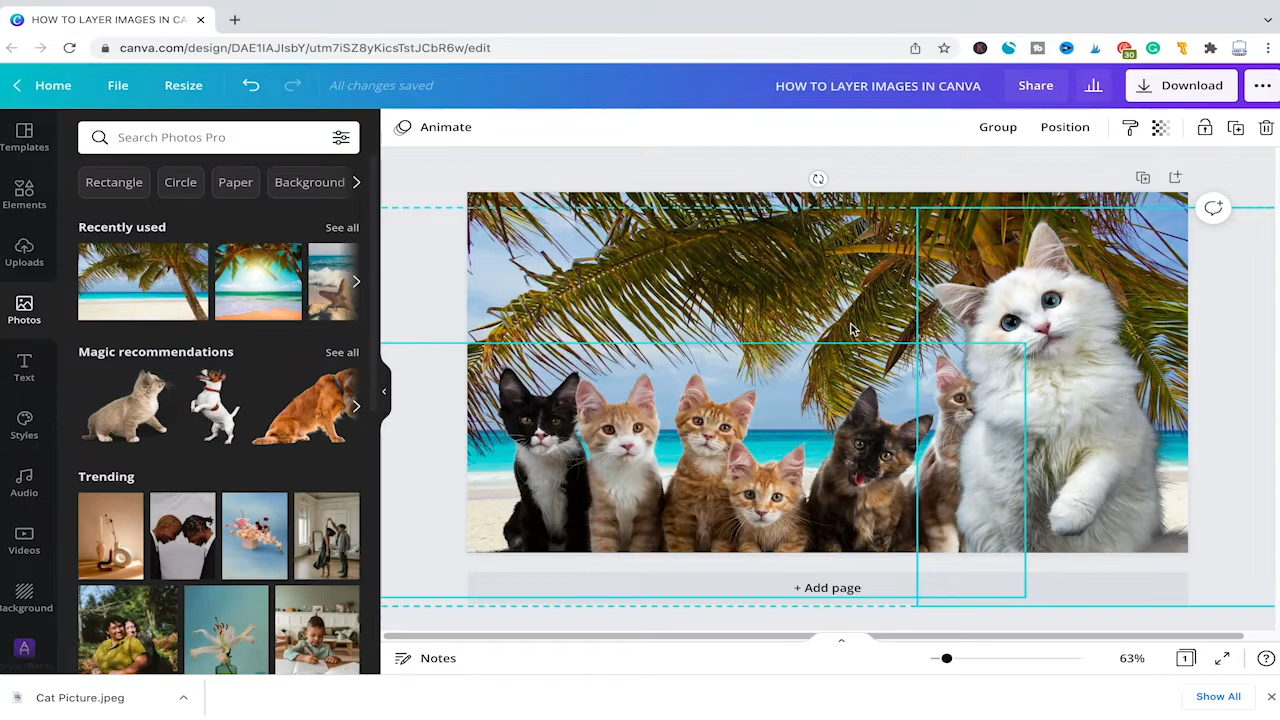 HOW TO LAYER IMAGES IN CA
canva.com/design/DAE1IAJIsbY/utm7iSZ8yKicsTstJCbR6w/edit
30
Home
File
Resize
All changes saved
HOW TO LAYER IMAGES IN CANVA
Share
Download
Templates
Elements
Uploads
Photos
Text
Styles
Audio
Videos
Background
Search Photos Pro
Rectangle
Circle
Paper
Background
Recently used
See all
Magic recommendations
See all
Trending
Animate
Group
Position
+ Add page
Notes
63%
1
Cat Picture.jpeg
Show All